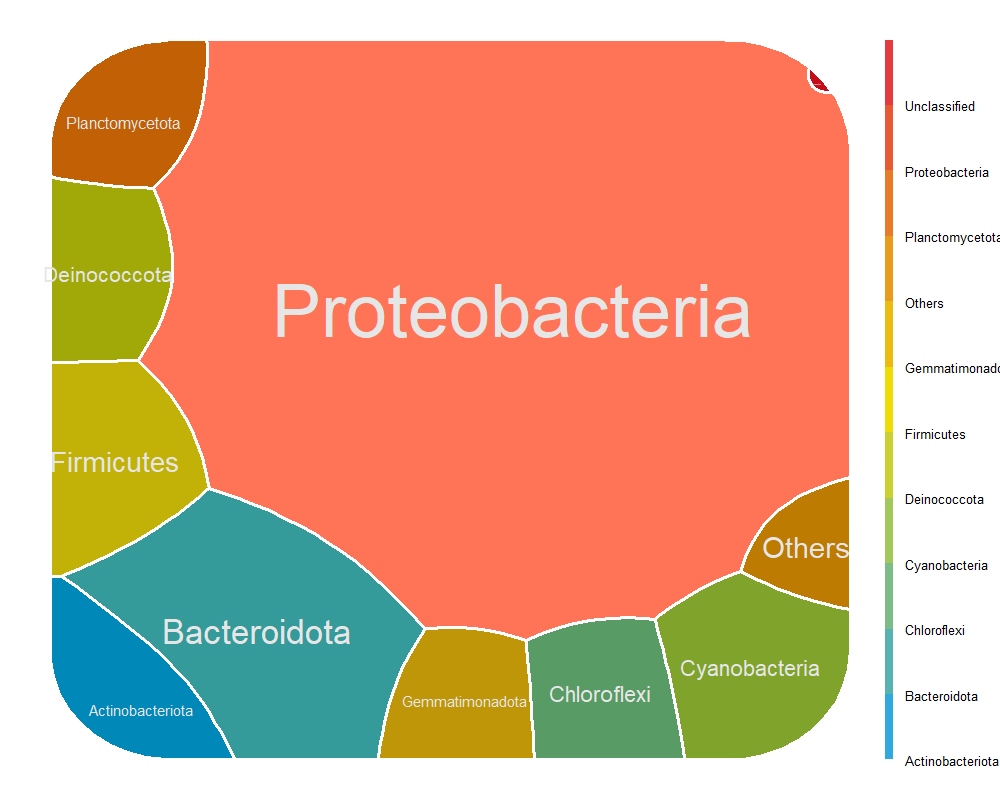 Planctomycetota
Deinococcota
Proteobacteria
Firmicutes
Others
Bacteroidota
Cyanobacteria
Chloroflexi
Gemmatimonadota
Actinobacteriota
Unclassified
Proteobacteria
Planctomycetota
Others
Gemmatimonado
Firmicutes
Deinococcota
Cyanobacteria
Chloroflexi
Bacteroidota
Actinobacteriota